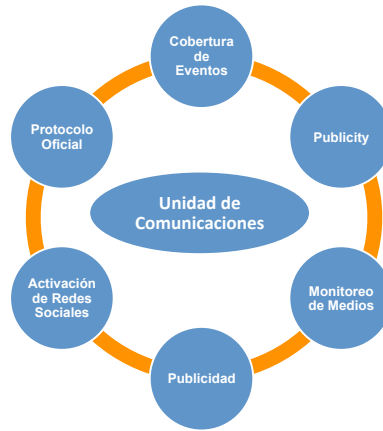 Cobertura
de
Eventos
Protocolo
Oficial
Publicity
Unidad de
Comunicaciones
Activación
de Redes
Sociales
Monitoreo
de Medios
Publicidad